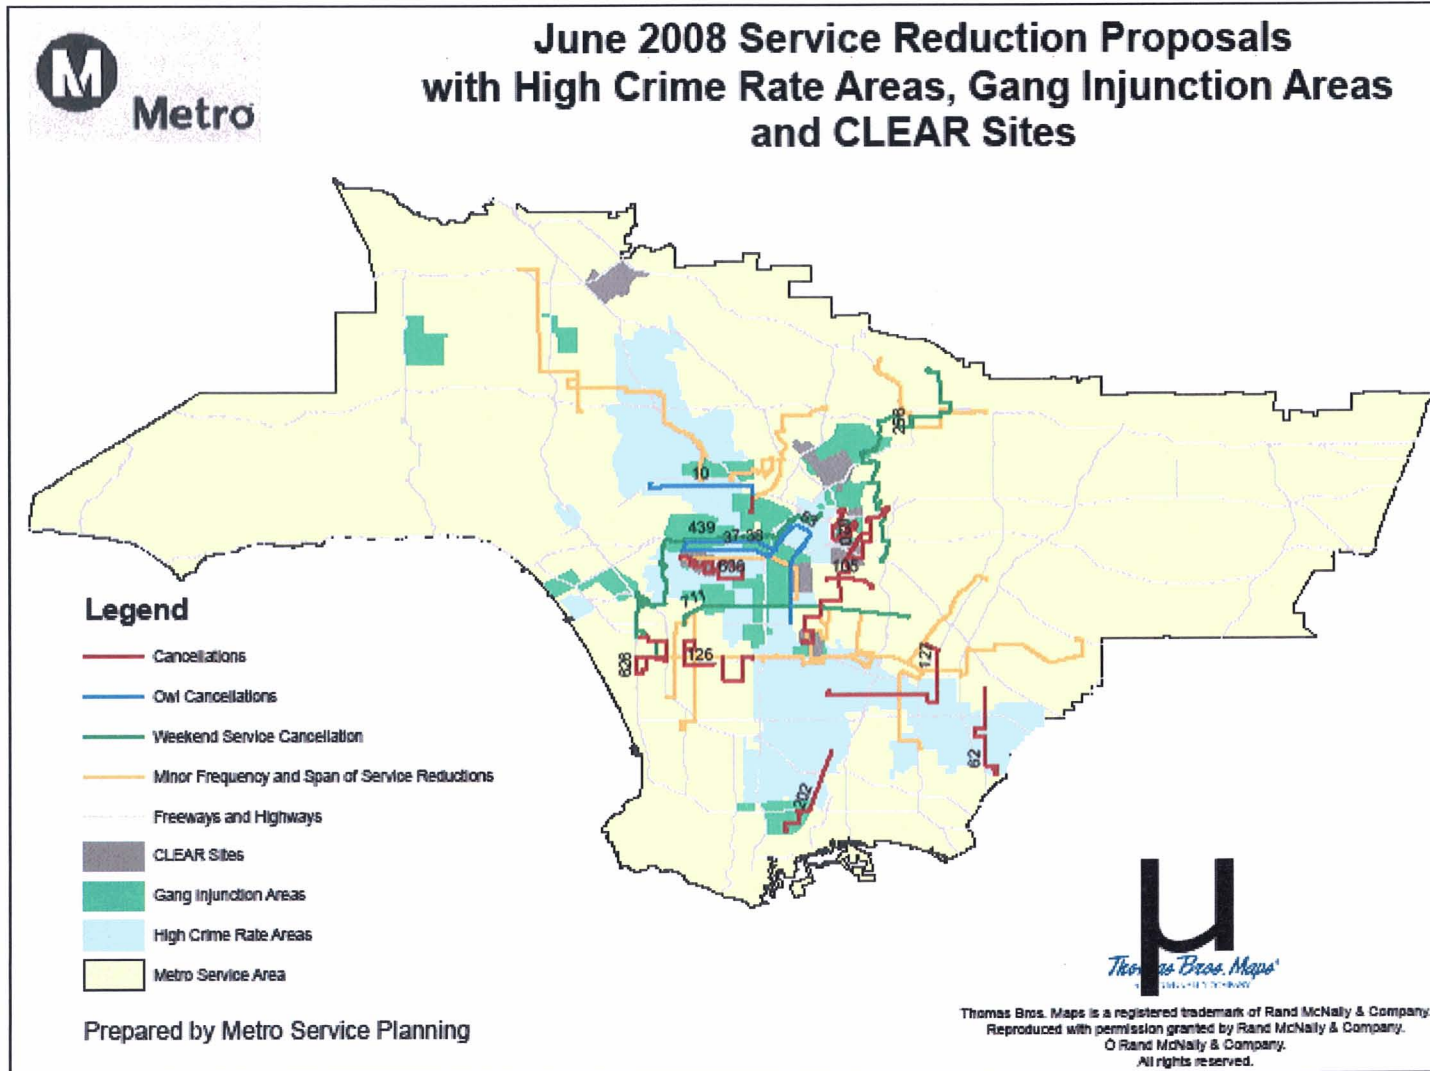 Metro
June 2008 Service Reduction Proposals
with High Crime Rate Areas, Gang Injunction Areas
and CLEAR Sites
256
10
439
37-38
636
105
711
626
126
127
62
202
Legend
Cancellations
Owl Cancellations
Weekend Service Cancellation
Minor Frequency and Span of Service Reductions
Freeways and Highways
CLEAR Sites
Gang Injunction Areas
High Crime Rate Areas
Metro Service Area
Prepared by Metro Service Planning
µ
Thomas Bros. Maps
Thomas Bros. Maps is a registered trademark of Rand McNally & Company.
Reproduced with permission granted by Rand McNally & Company.
Ó Rand McNally & Company.
All rights reserved.